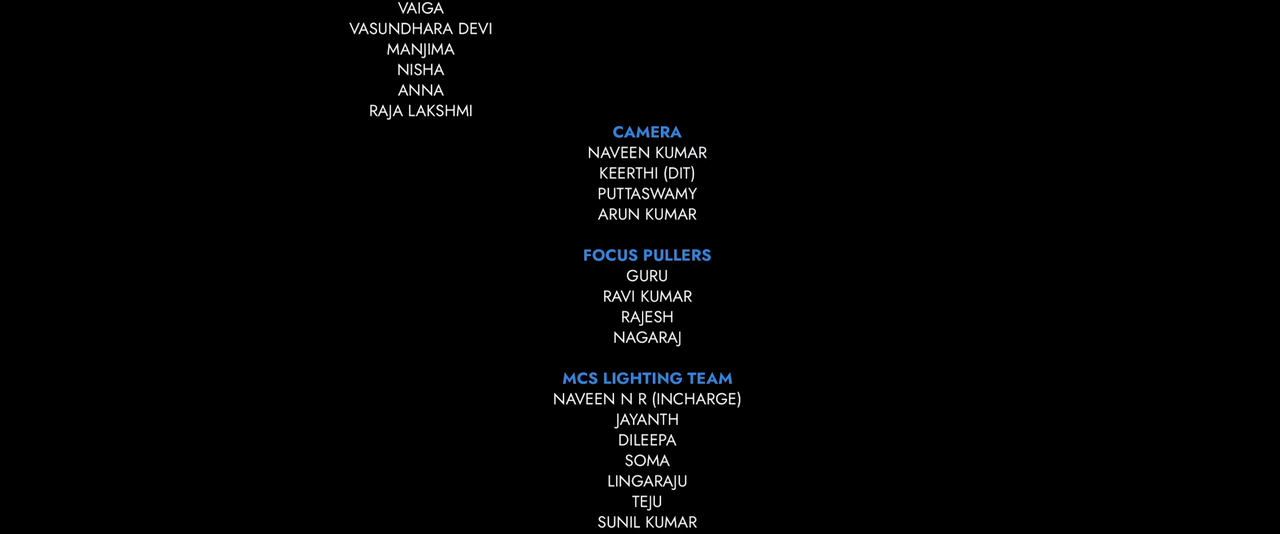 VAIGA
VASUNDHARA DEVI
MANJIMA
NISHA
ANNA
RAJA LAKSHMI
CAMERA
NAVEEN KUMAR
KEERTHI (DIT)
PUTTASWAMY
ARUN KUMAR
FOCUS PULLERS
GURU
RAVI KUMAR
RAJESH
NAGARAJ
MCS LIGHTING TEAM
NAVEEN N R (INCHARGE)
JAYANTH
DILEEPA
SOMA
LINGARAJU
TEJU
SUNIL KUMAR